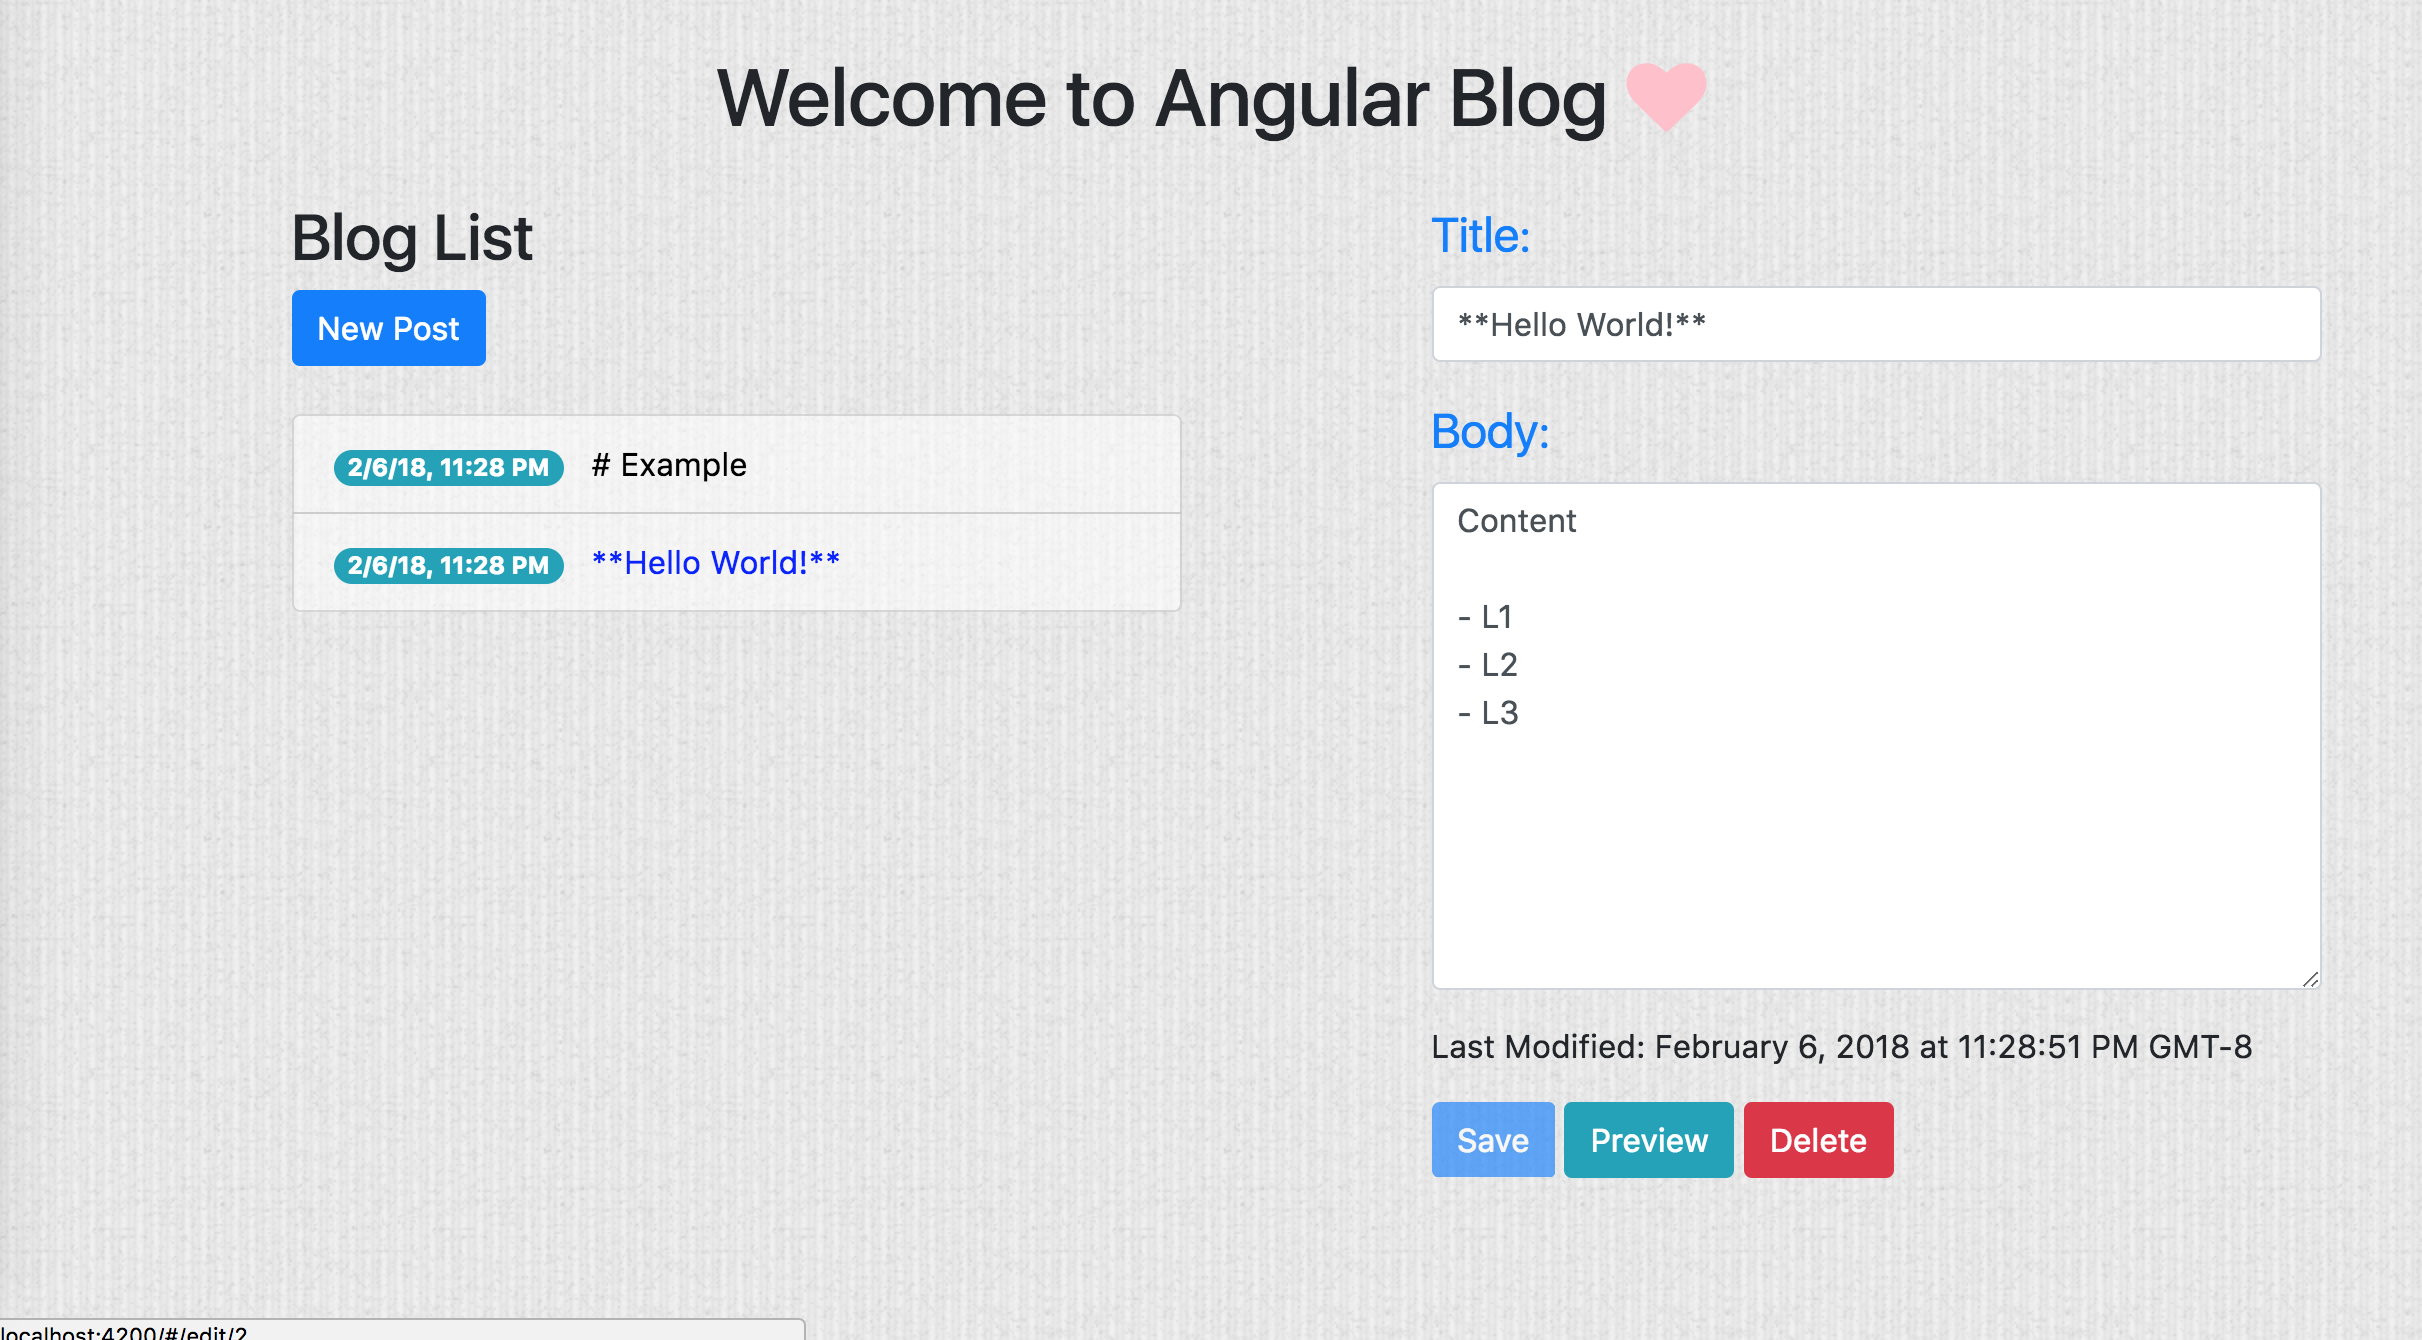 Welcome to Angular Blog
Blog List
New Post
2/6/18, 11:28 PM # Example
2/6/18, 11:28 PM **Hello World!**
Title:
**Hello World!**
Body:
Content
- L1
- L2
- L3
Last Modified: February 6, 2018 at 11:28:51 PM GMT-8
Save Preview Delete
localhost:4200/#/edit/2